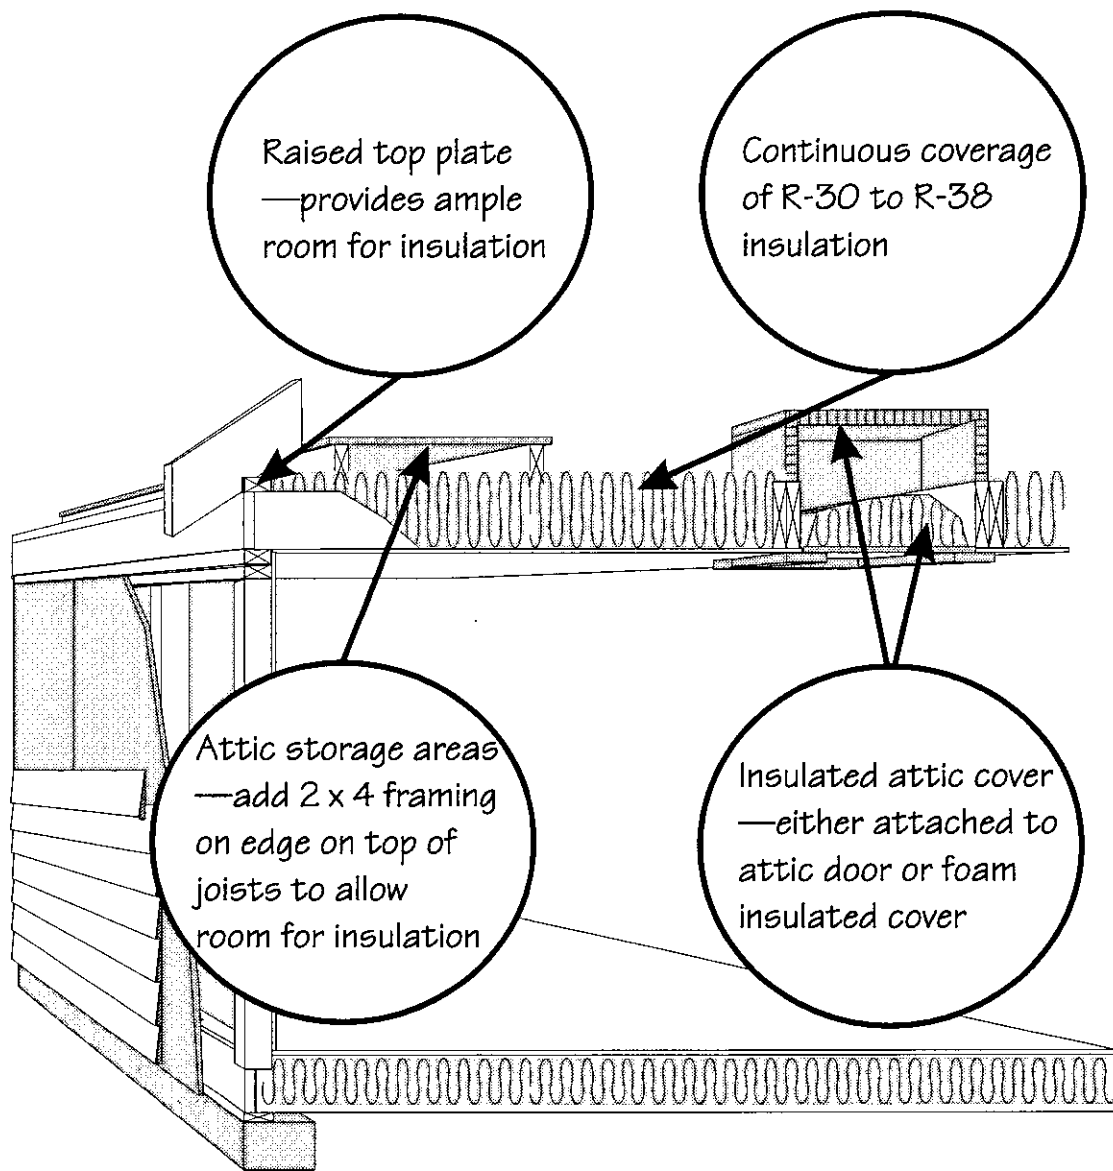 Raised top plate
—provides ample
room for insulation
Continuous coverage
of R-30 to R-38
insulation
Attic storage areas
—add 2 x 4 framing
on edge on top of
joists to allow
room for insulation
Insulated attic cover
—either attached to
attic door or foam
insulated cover